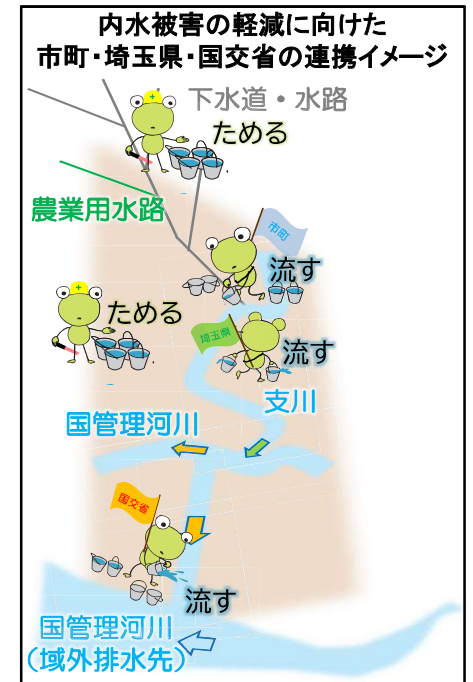 内水被害の軽減に向けた
市町・埼玉県・国交省の連携イメージ
下水道・水路
ためる
農業用水路
市町
流す
ためる
埼玉県
流す
支川
国管理河川
国交省
流す
国管理河川
(域外排水先)